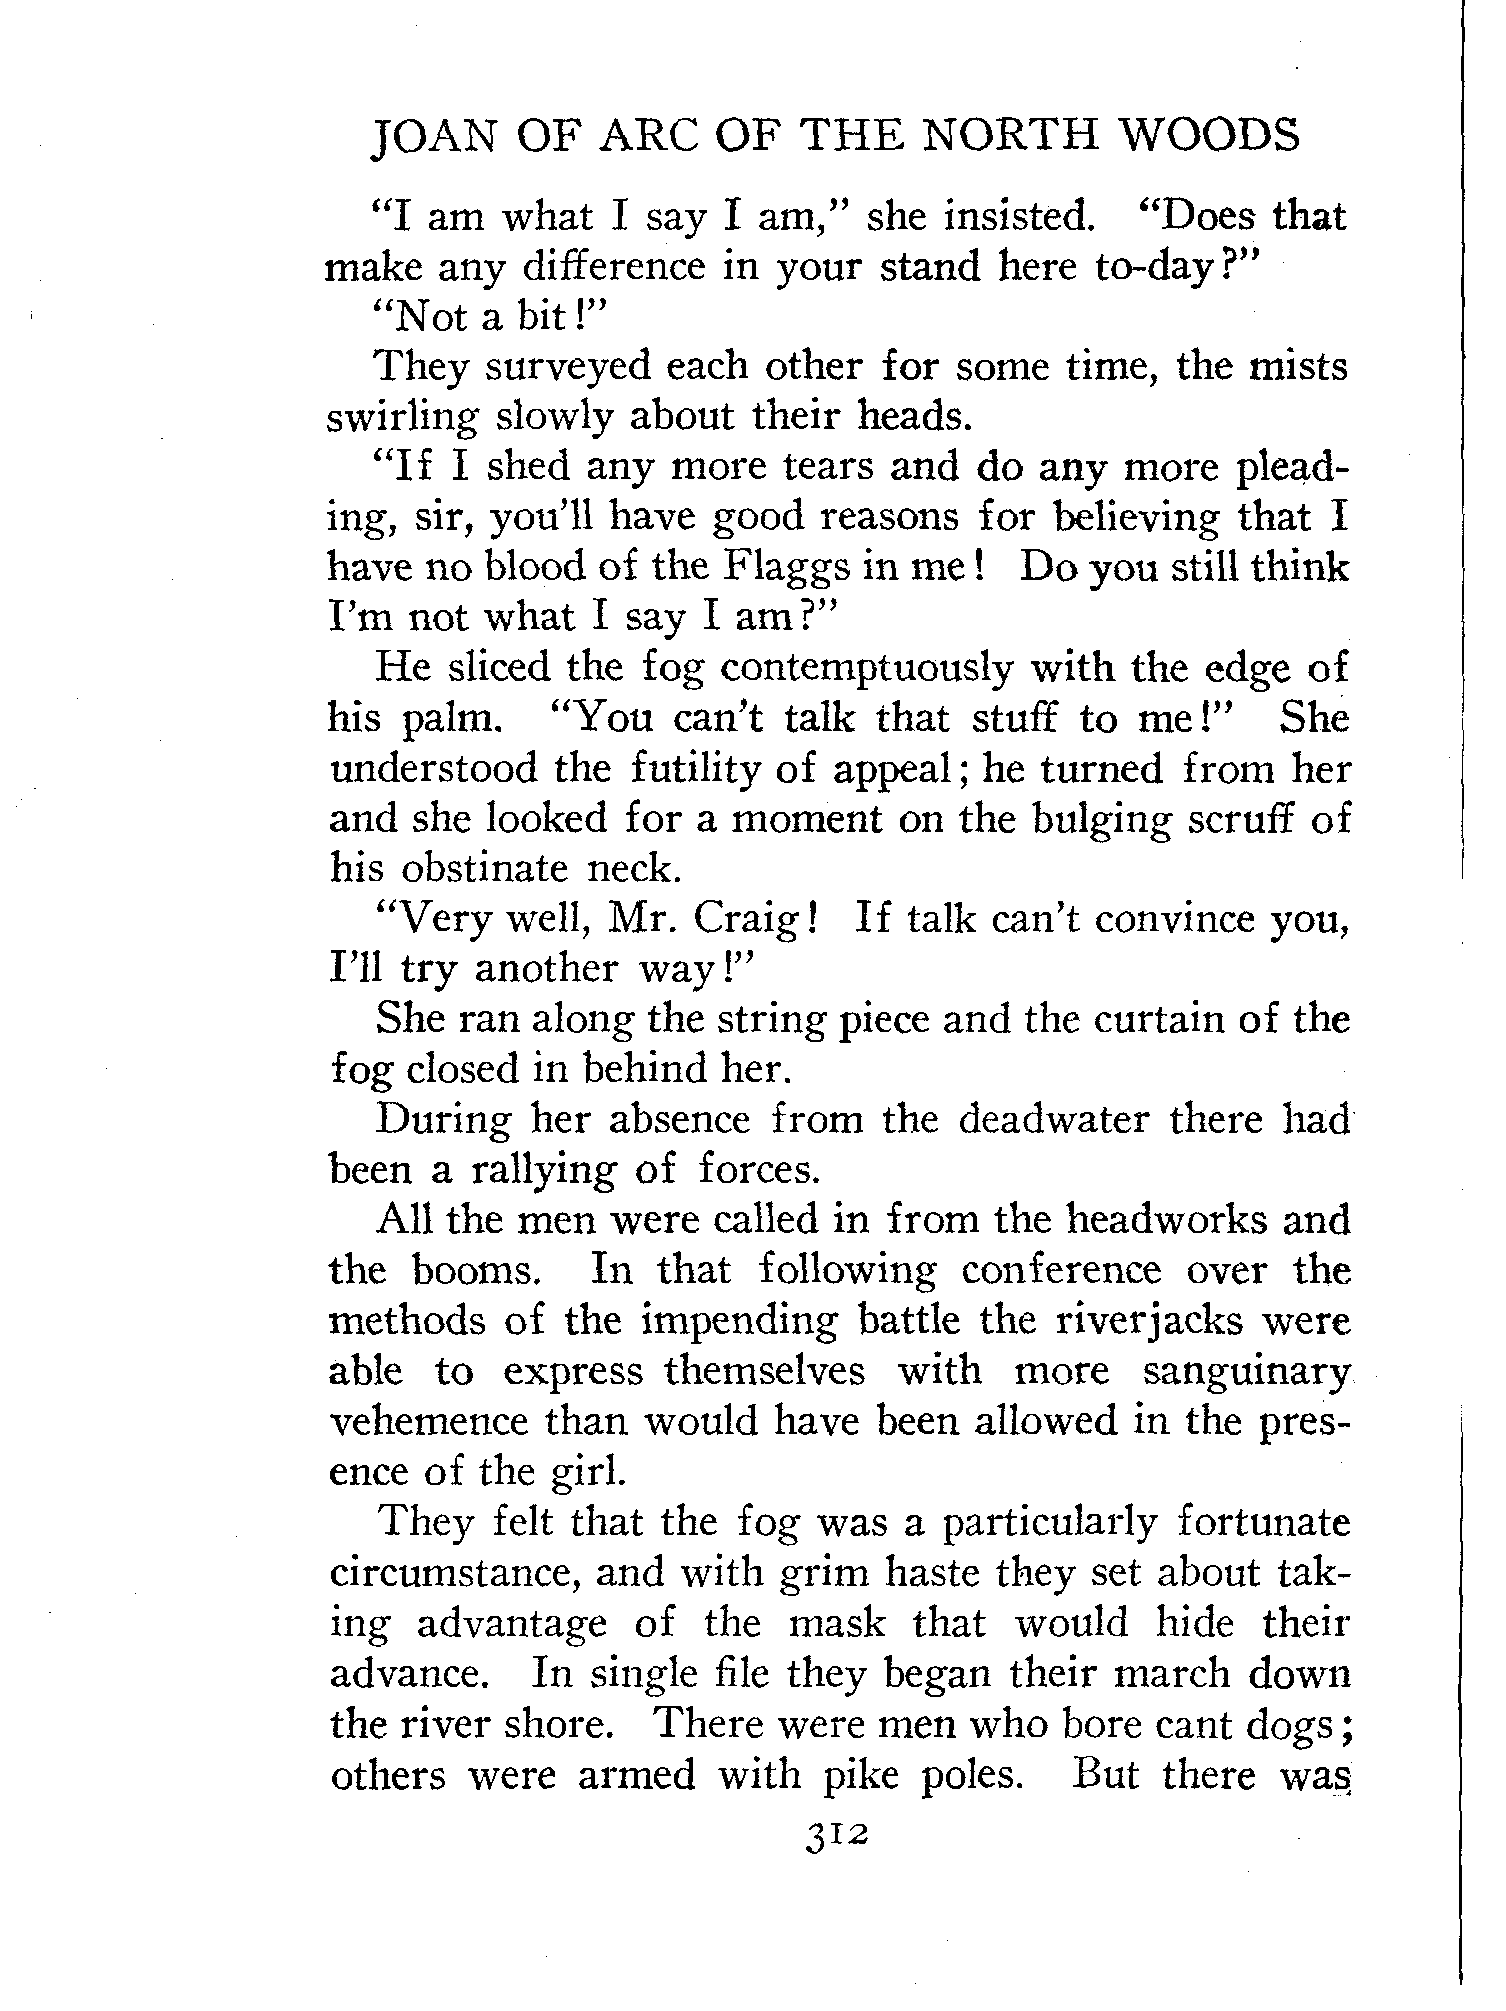 JOAN OF ARC OF THE NORTH WOODS
"I am what I say I am," she insisted. "Does that
make any difference in your stand here to-day?"
"Not a bit!"
They surveyed each other for some time, the mists
swirling slowly about their heads.
"If I shed any more tears and do any more plead-
ing, sir, you'll have good reasons for believing that I
have no blood of the Flaggs in me! Do you still think
I'm not what I say I am?"
He sliced the fog contemptuously with the edge of
his palm. "You can't talk that stuff to me!" She
understood the futility of appeal; he turned from her
and she looked for a moment on the bulging scruff of
his obstinate neck.
"Very well, Mr. Craig! If talk can't convince you,
I'll try another way!"
She ran along the string piece and the curtain of the
fog closed in behind her.
During her absence from the deadwater there had
been a rallying of forces.
All the men were called in from the headworks and
the booms. In that following conference over the
methods of the impending battle the riverjacks were
able to express themselves with more sanguinary
vehemence than would have been allowed in the pres-
ence of the girl.
They felt that the fog was a particularly fortunate
circumstance, and with grim haste they set about tak-
ing advantage of the mask that would hide their
advance. In single file they began their march down
the river shore. There were men who bore cant dogs;
others were armed with pike poles. But there was
312